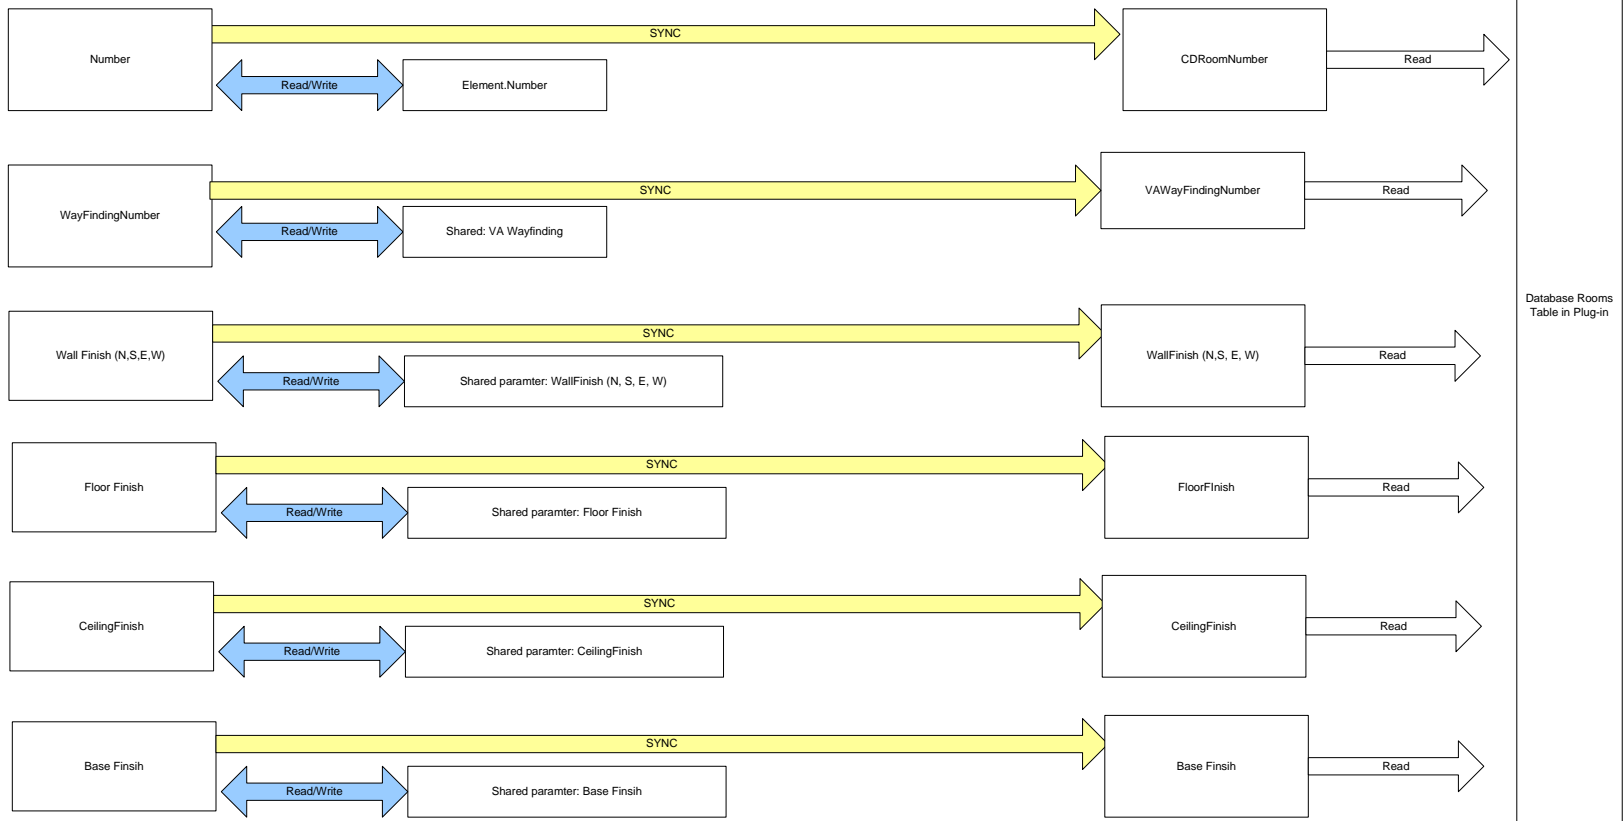 Number
SYNC
CDRoomNumber
Read
Read/Write
Element.Number
WayFindingNumber
SYNC
VAWayFindingNumber
Read
Read/Write
Shared: VA Wayfinding
Database Rooms
Table in Plug-in
Wall Finish (N,S,E,W)
SYNC
WallFinish (N,S, E, W)
Read
Read/Write
Shared paramter: WallFinish (N, S, E, W)
Floor Finish
SYNC
FloorFInish
Read
Read/Write
Shared paramter: Floor Finish
CeilingFinish
SYNC
CeilingFinish
Read
Read/Write
Shared paramter: CeilingFinish
Base Finsih
SYNC
Base Finsih
Read
Read/Write
Shared paramter: Base Finsih